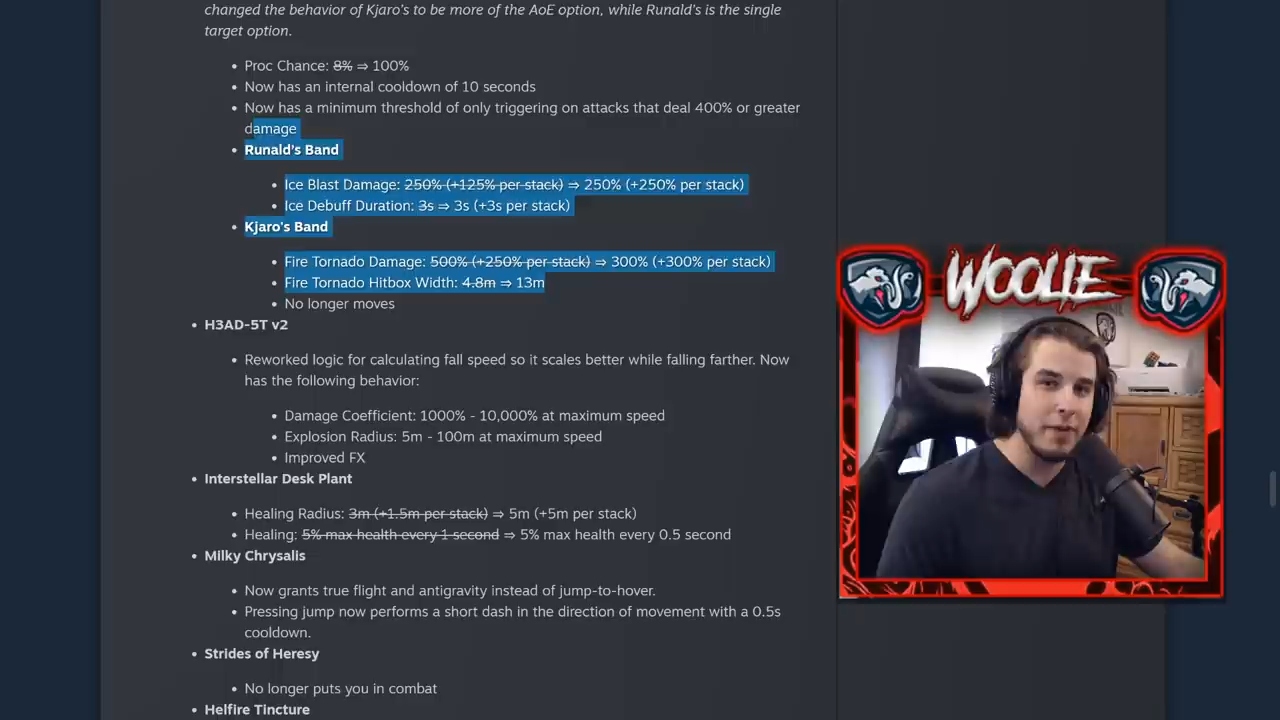 changed the behavior of Kjaro's to be more of the AoE option, while Runald's is the single
target option.
• Proc Chance: 8% ⇒ 100%
• Now has an internal cooldown of 10 seconds
• Now has a minimum threshold of only triggering on attacks that deal 400% or greater
damage
• Runald's Band
• Ice Blast Damage: 250% (+125% per stack) ⇒ 250% (+250% per stack)
• Ice Debuff Duration: 3s ⇒ 3s (+3s per stack)
• Kjaro's Band
• Fire Tornado Damage: 500% (+250% per stack) ⇒ 300% (+300% per stack)
• Fire Tornado Hitbox Width: 4.8m ⇒ 13m
• No longer moves
• H3AD-5T v2
• Reworked logic for calculating fall speed so it scales better while falling farther. Now
has the following behavior:
• Damage Coefficient: 1000% - 10,000% at maximum speed
• Explosion Radius: 5m - 100m at maximum speed
• Improved FX
• Interstellar Desk Plant
• Healing Radius: 3m (+1.5m per stack) ⇒ 5m (+5m per stack)
• Healing: 5% max health every 1 second ⇒ 5% max health every 0.5 second
• Milky Chrysalis
• Now grants true flight and antigravity instead of jump-to-hover.
• Pressing jump now performs a short dash in the direction of movement with a 0.5s
cooldown.
• Strides of Heresy
• No longer puts you in combat
• Helfire Tincture
WOOLIE